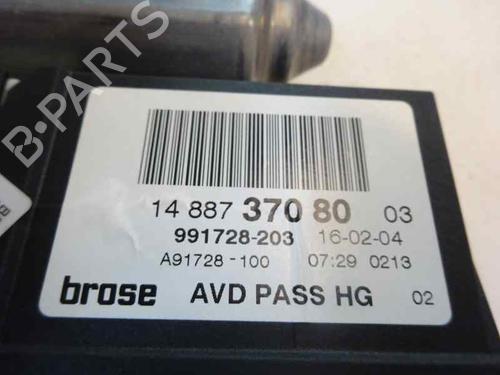 14 887 370 80 03
991728-203 16-02-04
A91728-100 07:29 0213
brose AVD PASS HG 02
B-PARTS